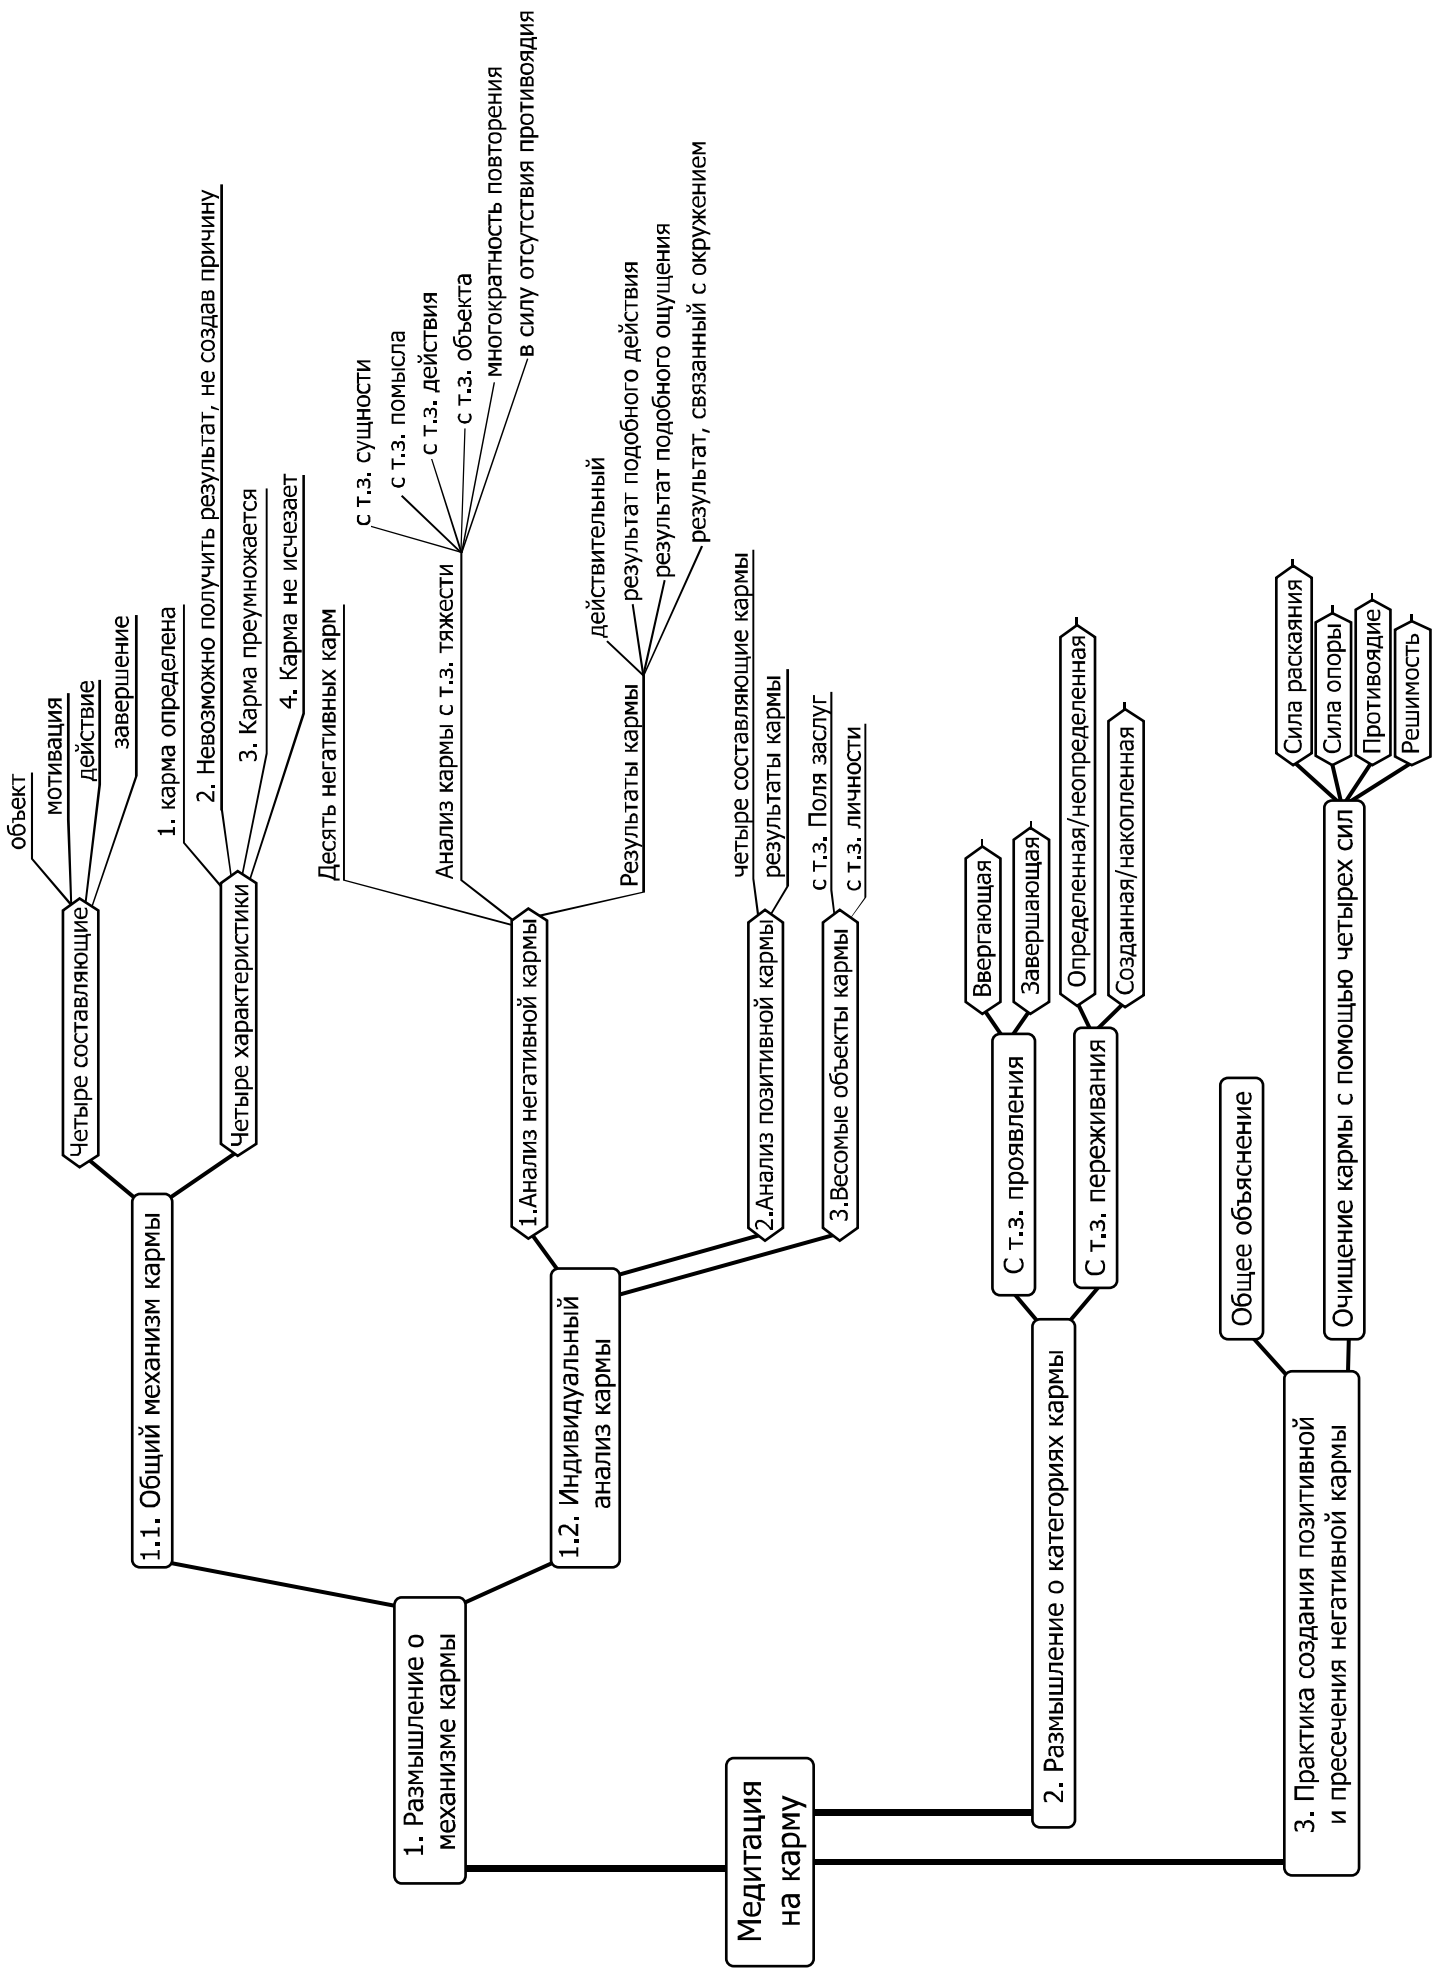 Медитация
на карму
1. Размышление о
механизме кармы
1.1. Общий механизм кармы
Четыре составляющие
объект
мотивация
действие
завершение
Четыре характеристики
1. карма определена
2. Невозможно получить результат, не создав причину
3. Карма преумножается
4. Карма не исчезает
1.2. Индивидуальный
анализ кармы
1.Анализ негативной кармы
Десять негативных карм
Анализ кармы с т.з. тяжести
с т.з. сущности
с т.з. помысла
с т.з. действия
с т.з. объекта
многократность повторения
в силу отсутствия противоядия
Результаты кармы
действительный
результат подобного действия
результат подобного ощущения
результат, связанный с окружением
2.Анализ позитивной кармы
четыре составляющие кармы
результаты кармы
3.Весомые объекты кармы
с т.з. Поля заслуг
с т.з. личности
2. Размышление о категориях кармы
С т.з. проявления
Ввергающая
Завершающая
С т.з. переживания
Определенная/неопределенная
Созданная/накопленная
3. Практика создания позитивной
и пресечения негативной кармы
Общее объяснение
Очищение кармы с помощью четырех сил
Сила раскаяния
Сила опоры
Противоядие
Решимость